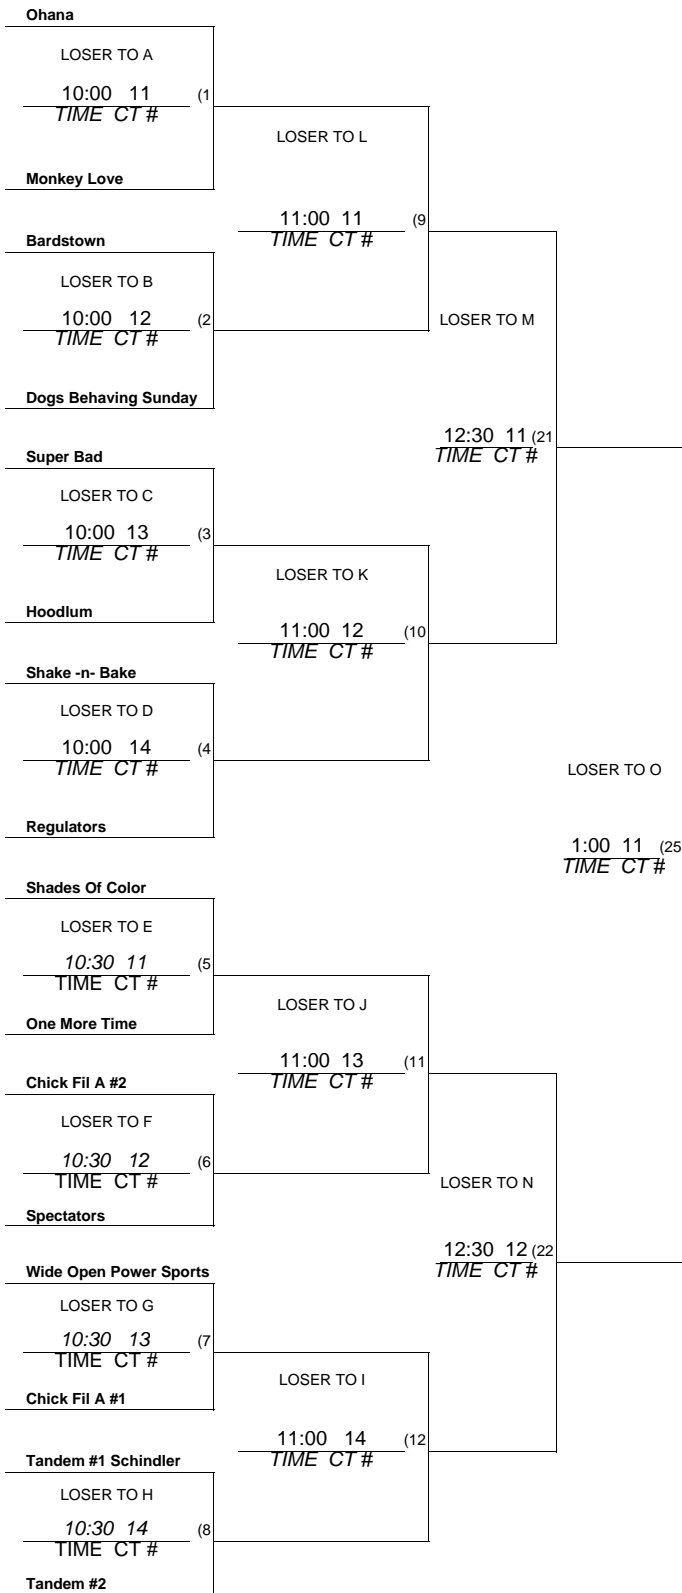 Ohana
LOSER TO A
10:00 11 (1
TIME CT #
LOSER TO L
Monkey Love
11:00 11 (9
TIME CT #
Bardstown
LOSER TO B
10:00 12 (2
TIME CT #
LOSER TO M
Dogs Behaving Sunday
12:30 11 (21
TIME CT #
Super Bad
LOSER TO C
10:00 13 (3
TIME CT #
LOSER TO K
Hoodlum
11:00 12 (10
TIME CT #
Shake -n- Bake
LOSER TO D
10:00 14 (4
TIME CT #
LOSER TO O
Regulators
1:00 11 (25
TIME CT #
Shades Of Color
LOSER TO E
10:30 11 (5
TIME CT #
LOSER TO J
One More Time
11:00 13 (11
TIME CT #
Chick Fil A #2
LOSER TO F
10:30 12 (6
TIME CT #
LOSER TO N
Spectators
12:30 12 (22
TIME CT #
Wide Open Power Sports
LOSER TO G
10:30 13 (7
TIME CT #
LOSER TO I
Chick Fil A #1
11:00 14 (12
TIME CT #
Tandem #1 Schindler
LOSER TO H
10:30 14 (8
TIME CT #
Tandem #2